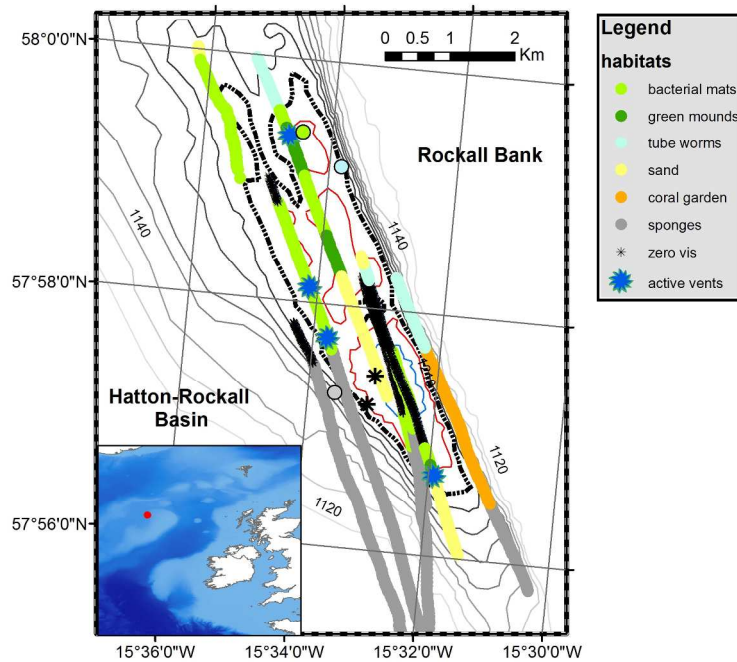 58°0'0"N
57°58'0"N
57°56'0"N
0 0.5 1 2
Km
Rockall Bank
1140
1140
Hatton-Rockall
Basin
1120
1120
15°36'0"W 15°34'0"W 15°32'0"W 15°30'0"W
Legend
habitats
bacterial mats
green mounds
tube worms
sand
coral garden
sponges
zero vis
active vents